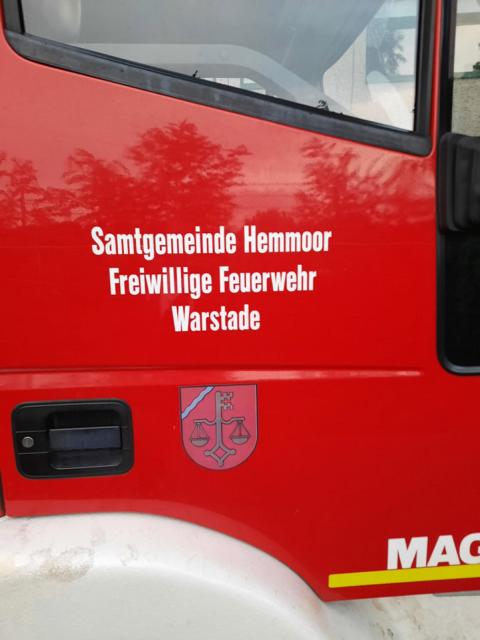 Samtgemeinde Hemmoor
Freiwillige Feuerwehr
Warstade
MAG